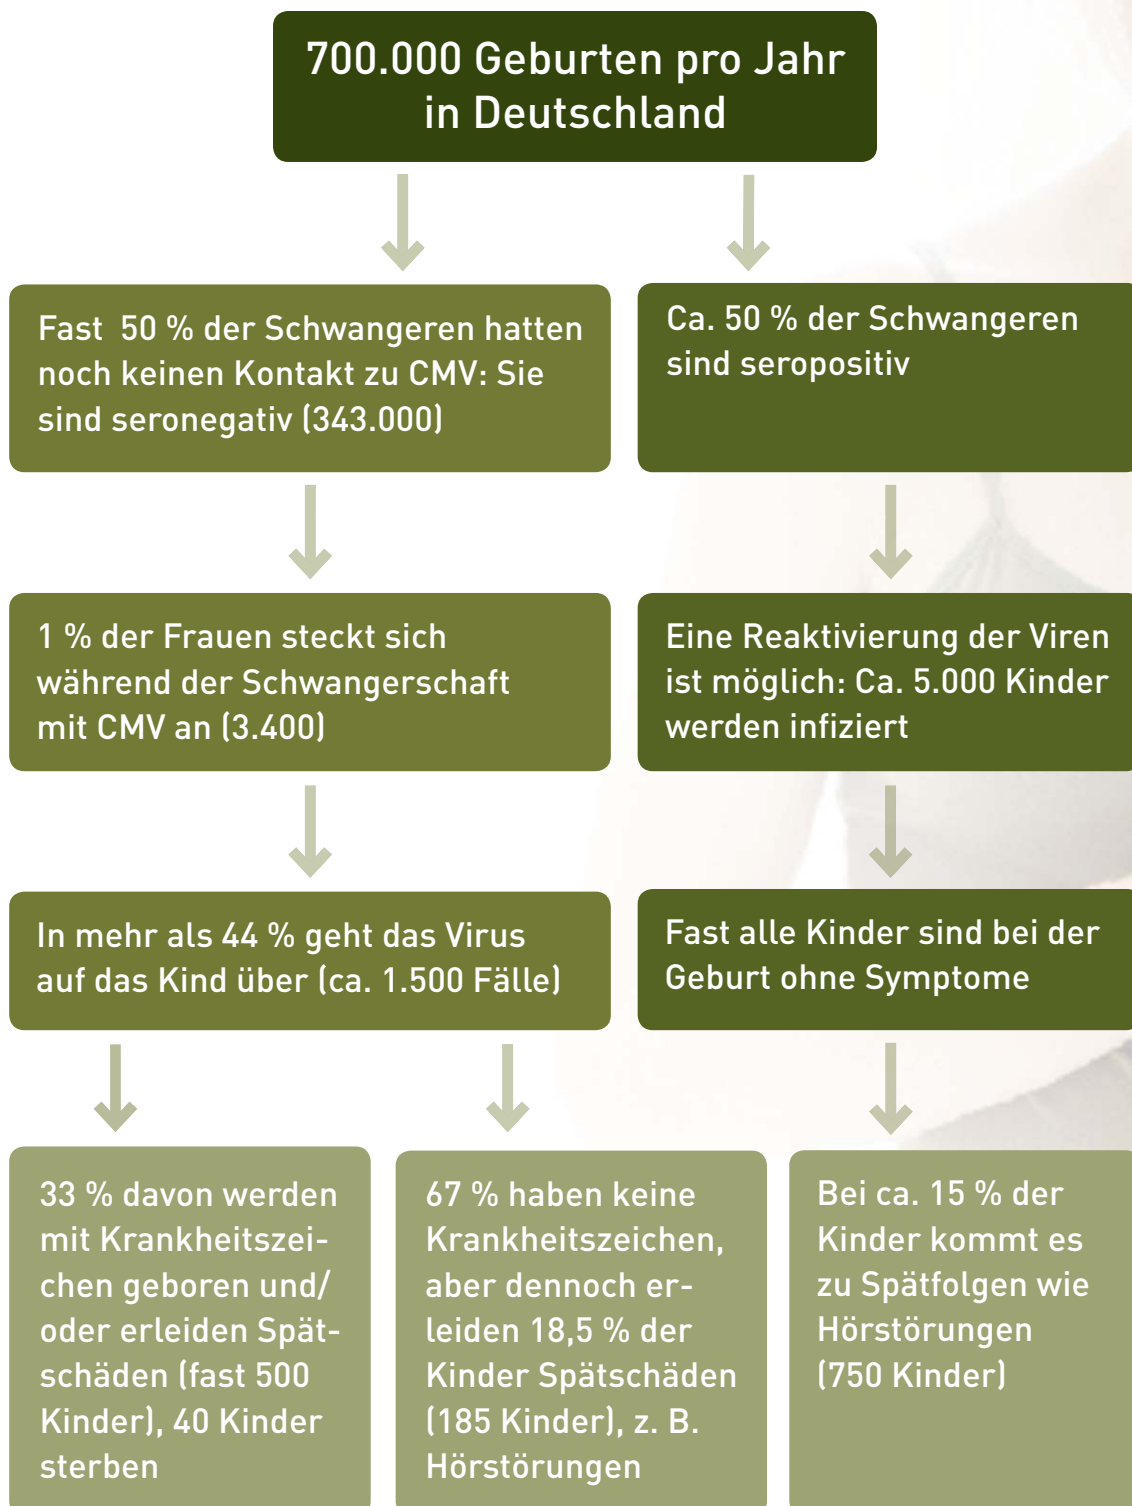 700.000 Geburten pro Jahr
in Deutschland
Fast 50 % der Schwangeren hatten
noch keinen Kontakt zu CMV: Sie
sind seronegativ (343.000)
Ca. 50 % der Schwangeren
sind seropositiv
1 % der Frauen steckt sich
während der Schwangerschaft
mit CMV an (3.400)
Eine Reaktivierung der Viren
ist möglich: Ca. 5.000 Kinder
werden infiziert
In mehr als 44 % geht das Virus
auf das Kind über (ca. 1.500 Fälle)
Fast alle Kinder sind bei der
Geburt ohne Symptome
33 % davon werden
mit Krankheitszei-
chen geboren und/
oder erleiden Spät-
schäden (fast 500
Kinder), 40 Kinder
sterben
67 % haben keine
Krankheitszeichen,
aber dennoch er-
leiden 18,5 % der
Kinder Spätschäden
(185 Kinder), z. B.
Hörstörungen
Bei ca. 15 % der
Kinder kommt es
zu Spätfolgen wie
Hörstörungen
(750 Kinder)